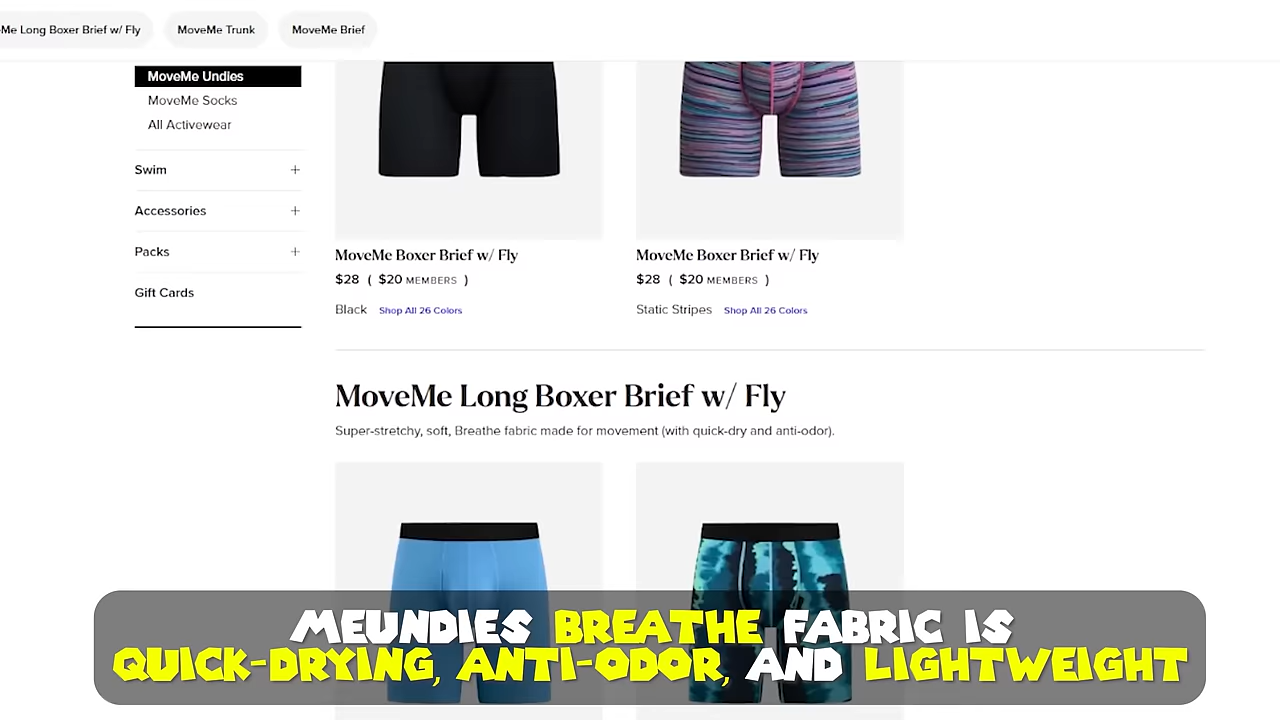 Me Long Boxer Brief w/ Fly
MoveMe Trunk
MoveMe Brief
MoveMe Undies
MoveMe Socks
All Activewear
Swim +
Accessories +
Packs +
Gift Cards
MoveMe Boxer Brief w/ Fly
$28 ( $20 MEMBERS )
Black Shop All 26 Colors
MoveMe Boxer Brief w/ Fly
$28 ( $20 MEMBERS )
Static Stripes Shop All 26 Colors
MoveMe Long Boxer Brief w/ Fly
Super-stretchy, soft, Breathe fabric made for movement (with quick-dry and anti-odor).
MEUNDIES BREATHE FABRIC IS
QUICK-DRYING, ANTI-ODOR, AND LIGHTWEIGHT